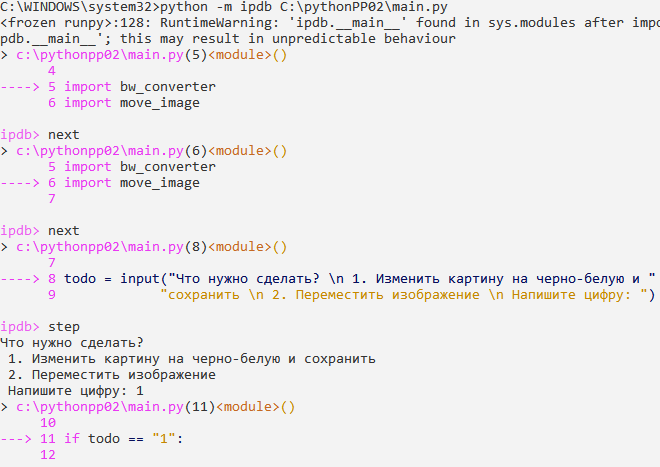 C:\WINDOWS\system32>python -m ipdb C:\pythonPP02\main.py
<frozen runpy>:128: RuntimeWarning: 'ipdb.__main__' found in sys.modules after impo
pdb.__main__'; this may result in unpredictable behaviour
> c:\pythonpp02\main.py(5)<module>()
4
----> 5 import bw_converter
6 import move_image
ipdb> next
> c:\pythonpp02\main.py(6)<module>()
5 import bw_converter
----> 6 import move_image
7
ipdb> next
> c:\pythonpp02\main.py(8)<module>()
7
----> 8 todo = input("Что нужно сделать? \n 1. Изменить картину на черно-белую и "
9 "сохранить \n 2. Переместить изображение \n Напишите цифру: ")
ipdb> step
Что нужно сделать?
1. Изменить картину на черно-белую и сохранить
2. Переместить изображение
Напишите цифру: 1
> c:\pythonpp02\main.py(11)<module>()
10
---> 11 if todo == "1":
12